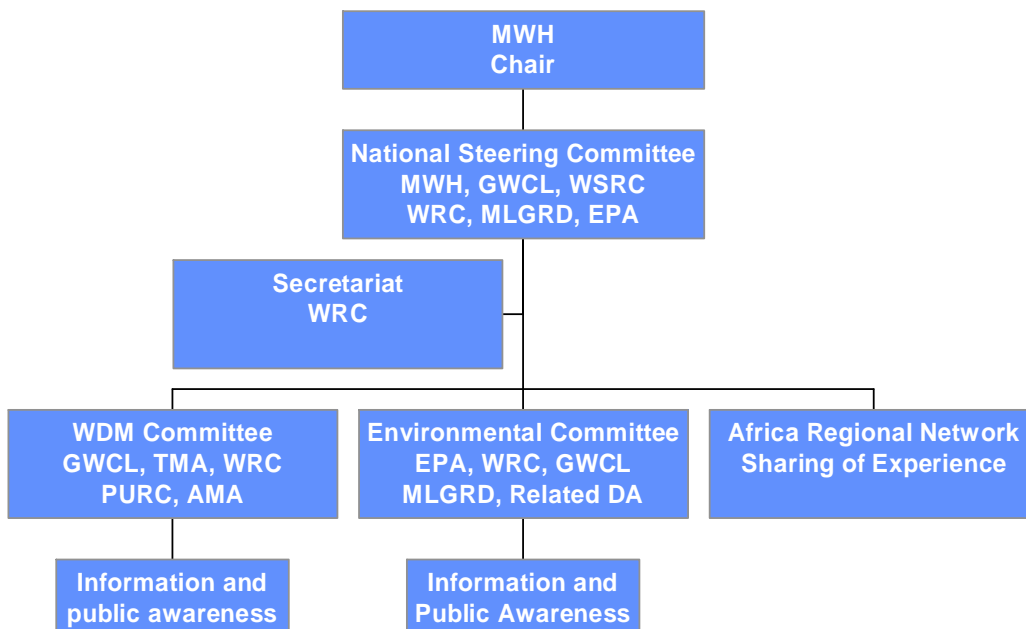 MWH
Chair
National Steering Committee
MWH, GWCL, WSRC
WRC, MLGRD, EPA
Secretariat
WRC
WDM Committee
GWCL, TMA, WRC
PURC, AMA
Environmental Committee
EPA, WRC, GWCL
MLGRD, Related DA
Africa Regional Network
Sharing of Experience
Information and
public awareness
Information and
Public Awareness